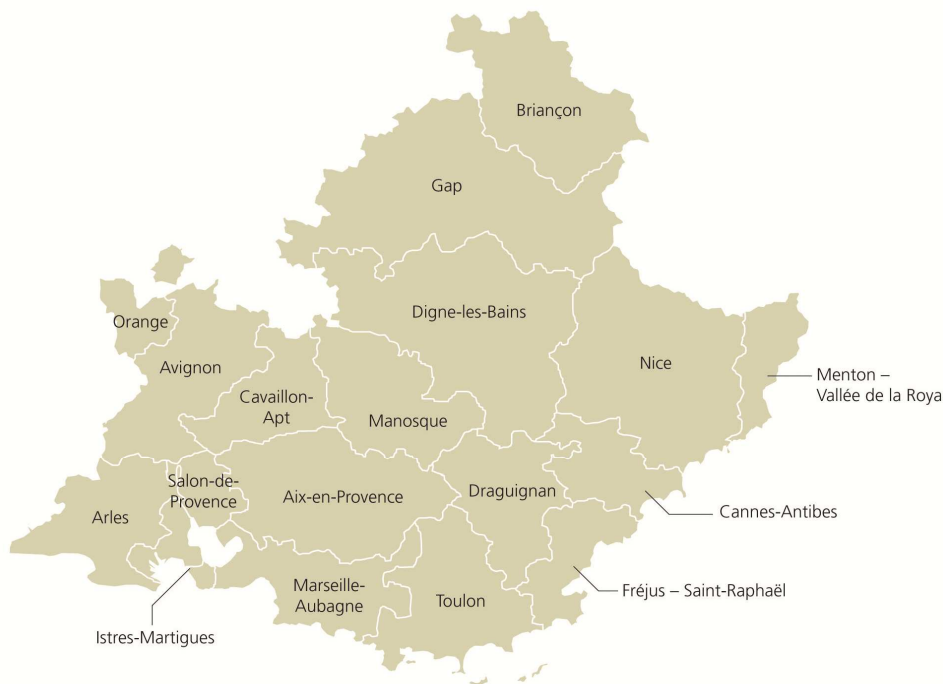 Briançon
Gap
Digne-les-Bains
Orange
Avignon
Nice
Menton –
Vallée de la Roya
Cavaillon-
Apt
Manosque
Salon-de-
Provence
Aix-en-Provence
Draguignan
Arles
Cannes-Antibes
Marseille-
Aubagne
Toulon
Fréjus – Saint-Raphaël
Istres-Martigues